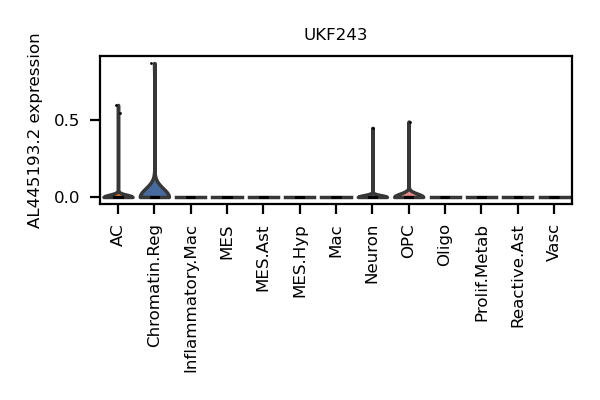 UKF243
AL445193.2 expression
0.5
0.0
AC
Chromatin.Reg
Inflammatory.Mac
MES
MES.Ast
MES.Hyp
Mac
Neuron
OPC
Oligo
Prolif.Metab
Reactive.Ast
Vasc